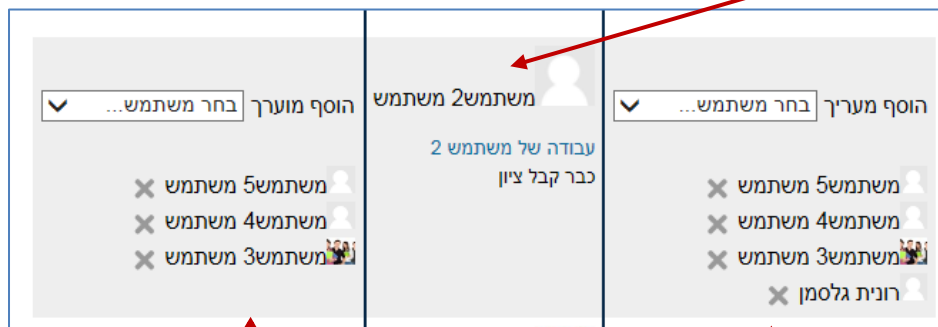 הוסף מעריך בחר משתמש...
משתמש5 משתמש
משתמש4 משתמש
משתמש3 משתמש
רונית גלסמן
משתמש2 משתמש
עבודה של משתמש 2
כבר קבל ציון
הוסף מוערך בחר משתמש...
משתמש5 משתמש
משתמש4 משתמש
משתמש3 משתמש